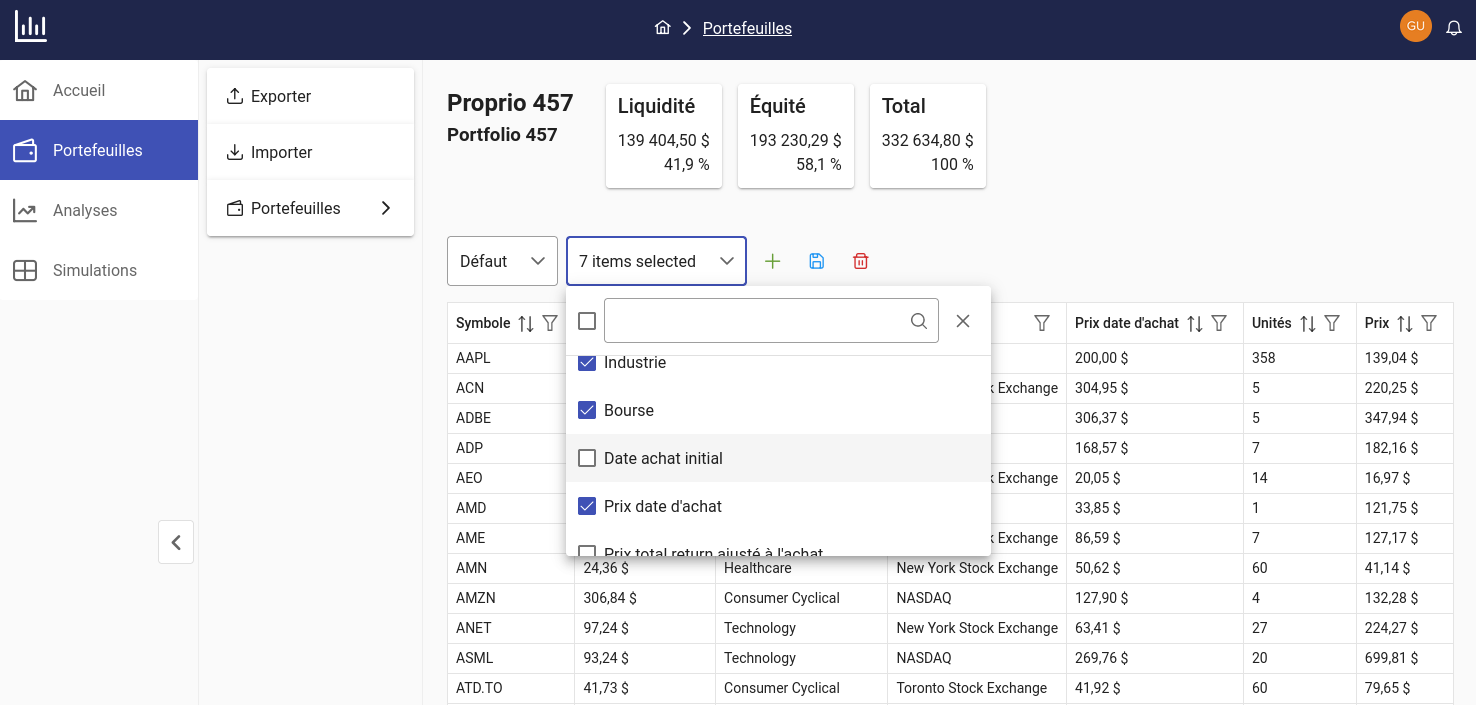 Portefeuilles
GU
Accueil
Portefeuilles
Analyses
Simulations
Exporter
Importer
Portefeuilles
Proprio 457
Portfolio 457
Liquidité
139 404,50 $
41,9 %
Équité
193 230,29 $
58,1 %
Total
332 634,80 $
100 %
Défaut
7 items selected
Industrie
Bourse
Date achat initial
Prix date d'achat
Prix total return ajusté à l'achat
Symbole Prix date d'achat Unités Prix
AAPL 200,00 $ 358 139,04 $
ACN k Exchange 304,95 $ 5 220,25 $
ADBE 306,37 $ 5 347,94 $
ADP 168,57 $ 7 182,16 $
AEO k Exchange 20,05 $ 14 16,97 $
AMD 33,85 $ 1 121,75 $
AME k Exchange 86,59 $ 7 127,17 $
AMN 24,36 $ Healthcare New York Stock Exchange 50,62 $ 60 41,14 $
AMZN 306,84 $ Consumer Cyclical NASDAQ 127,90 $ 4 132,28 $
ANET 97,24 $ Technology New York Stock Exchange 63,41 $ 27 224,27 $
ASML 93,24 $ Technology NASDAQ 269,76 $ 20 699,81 $
ATD.TO 41,73 $ Consumer Cyclical Toronto Stock Exchange 41,92 $ 60 79,65 $